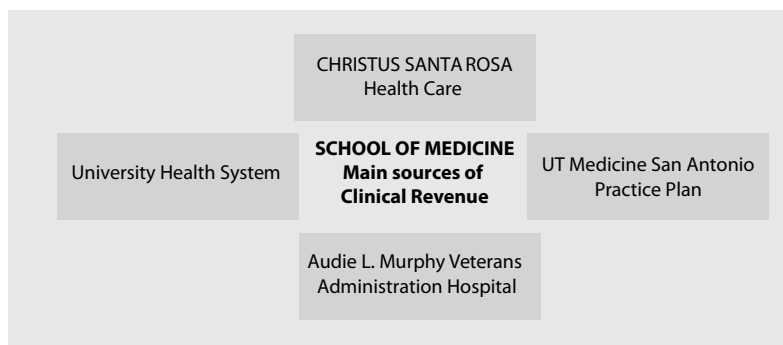 CHRISTUS SANTA ROSA
Health Care
University Health System
SCHOOL OF MEDICINE
Main sources of
Clinical Revenue
UT Medicine San Antonio
Practice Plan
Audie L. Murphy Veterans
Administration Hospital